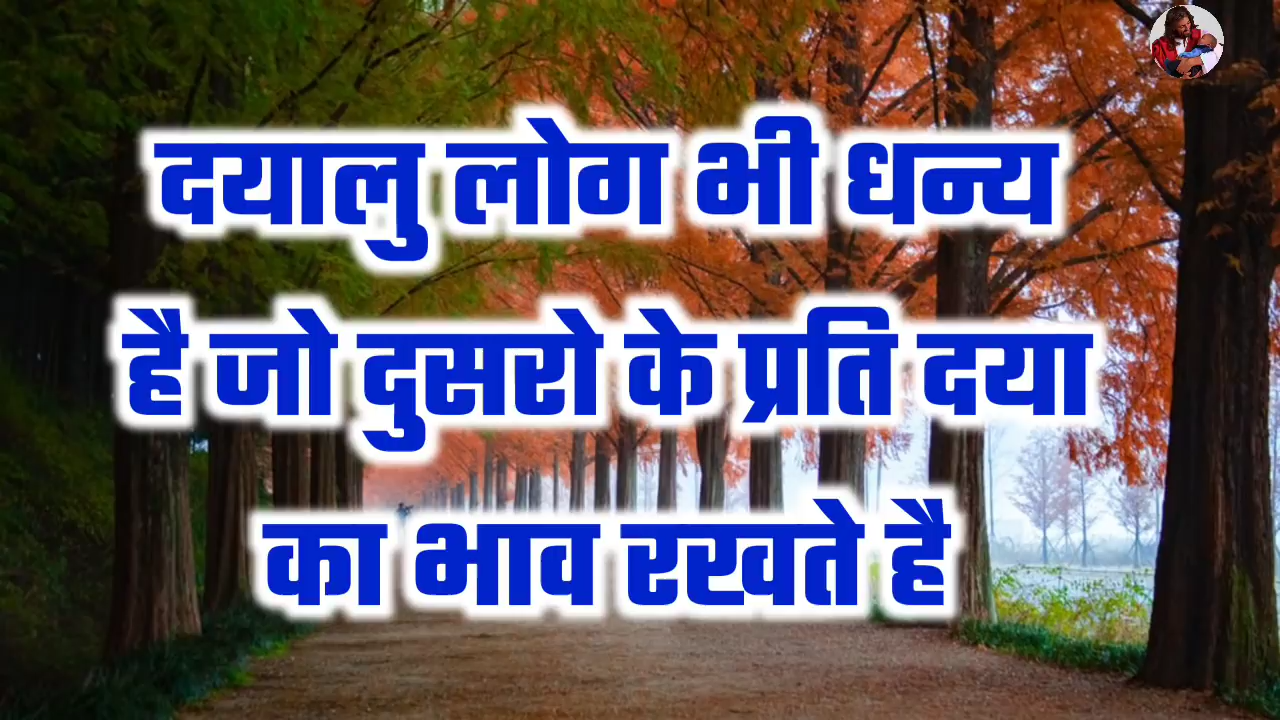 दयालु लोग भी धन्य
है जो दुसरो के प्रति दया
का भाव रखते है